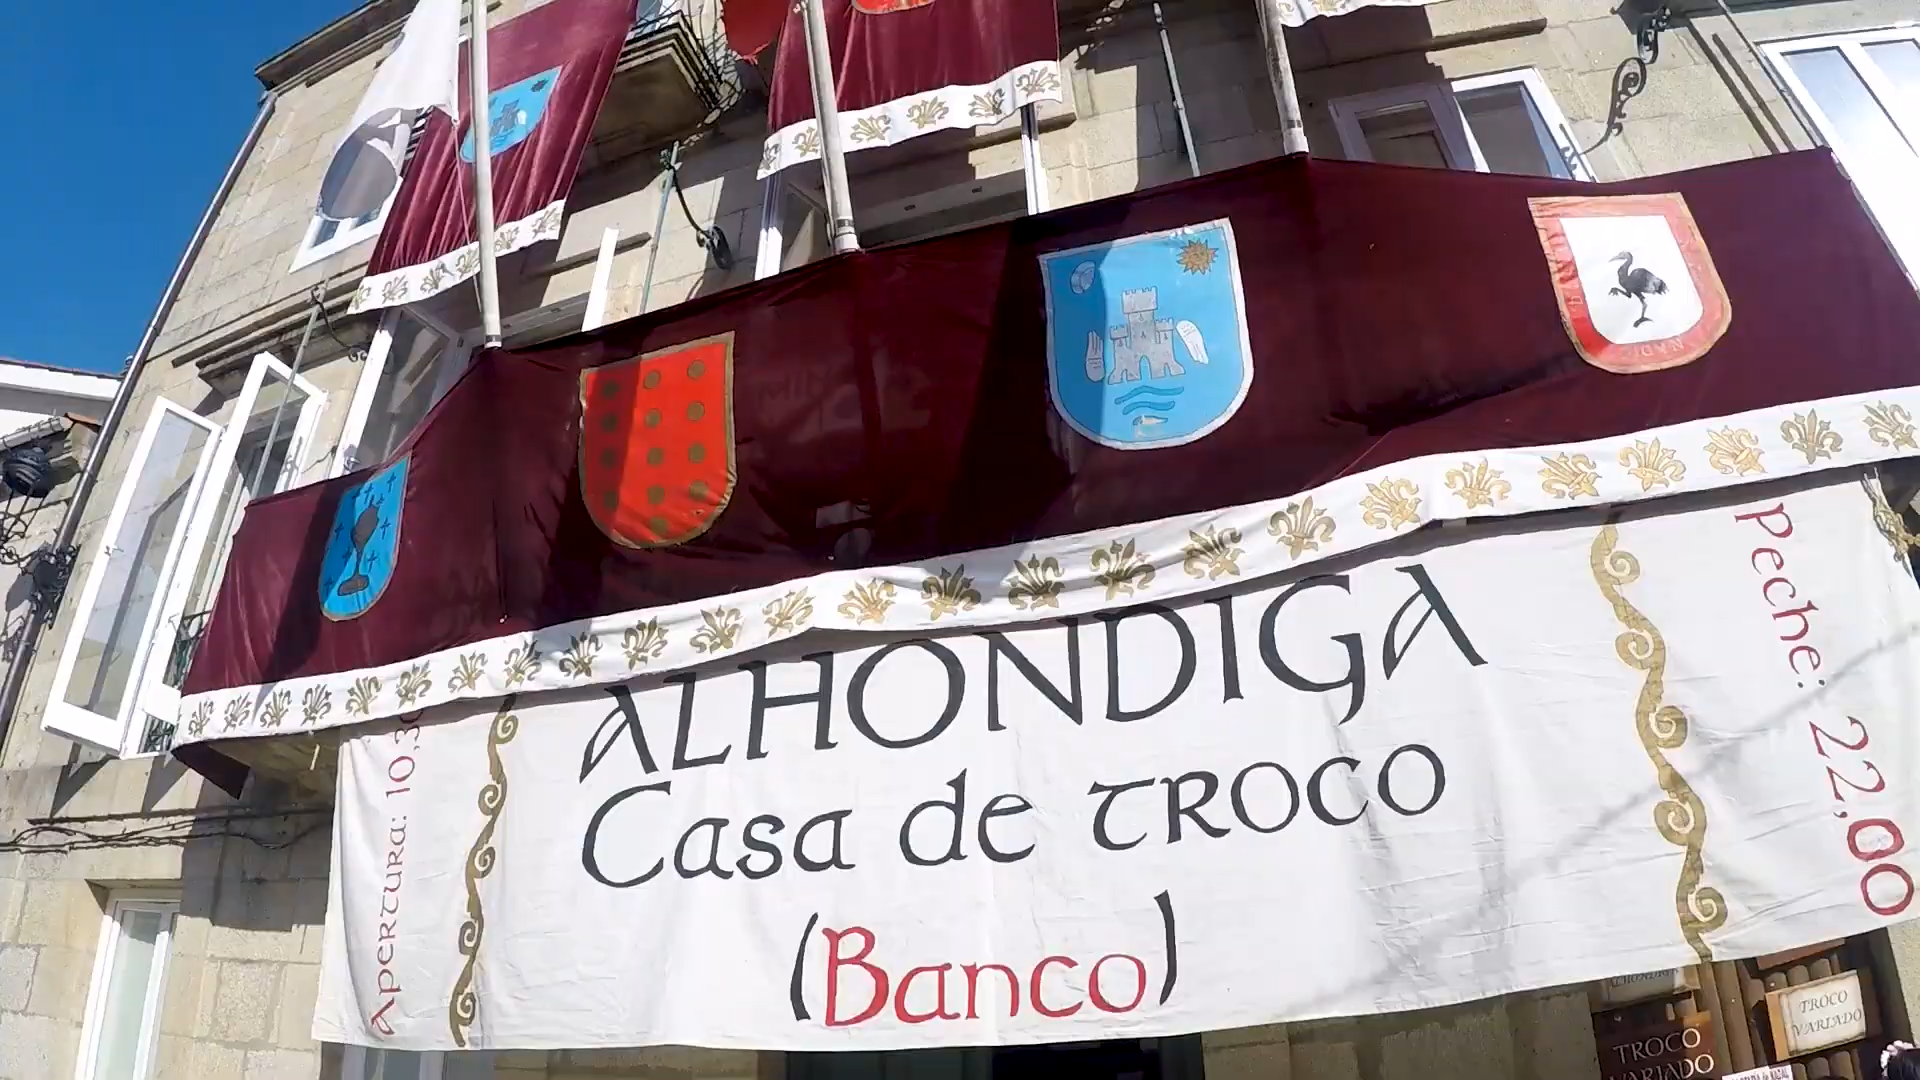 ALHONDIGA
Casa de TROCO
(Banco)
Apertura: 10,30
peche: 22,00
TROCO
VARIADO
TROCO
VARIADO